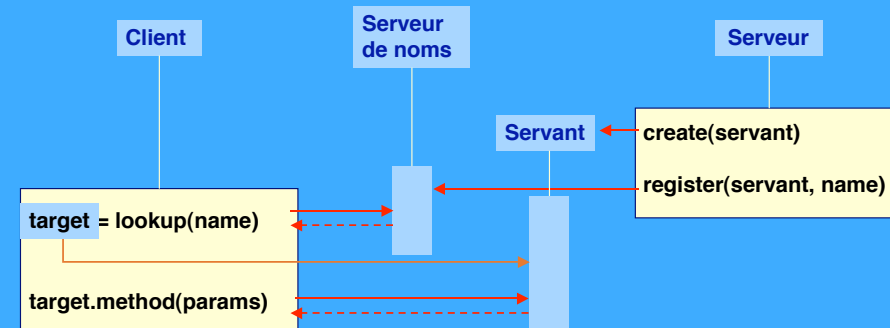 Client
Serveur
de noms
Serveur
Servant
create(servant)
register(servant, name)
target = lookup(name)
target.method(params)